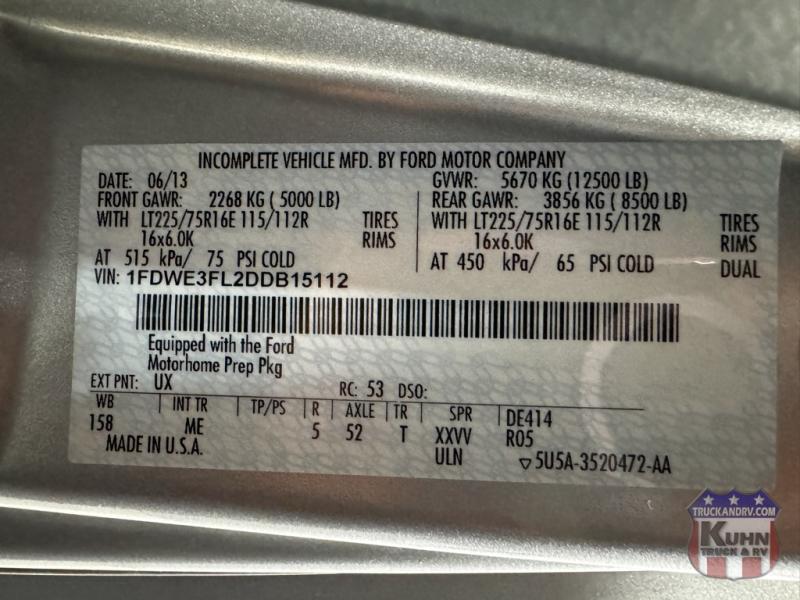 INCOMPLETE VEHICLE MFD. BY FORD MOTOR COMPANY
DATE: 06/13 GVWR: 5670 KG (12500 LB)
FRONT GAWR: 2268 KG ( 5000 LB) REAR GAWR: 3856 KG ( 8500 LB)
WITH LT225/75R16E 115/112R TIRES WITH LT225/75R16E 115/112R TIRES
16x6.0K RIMS 16x6.0K RIMS
AT 515 kPa/ 75 PSI COLD AT 450 kPa/ 65 PSI COLD DUAL
VIN: 1FDWE3FL2DDB15112
Equipped with the Ford
Motorhome Prep Pkg
EXT PNT: UX RC: 53 DSO:
WB INT TR TP/PS R AXLE TR SPR DE414
158 ME 5 52 T XXVV R05
MADE IN U.S.A. ULN ▽5U5A-3520472-AA
TRUCKANDRV.COM
KUHN
TRUCK & RV